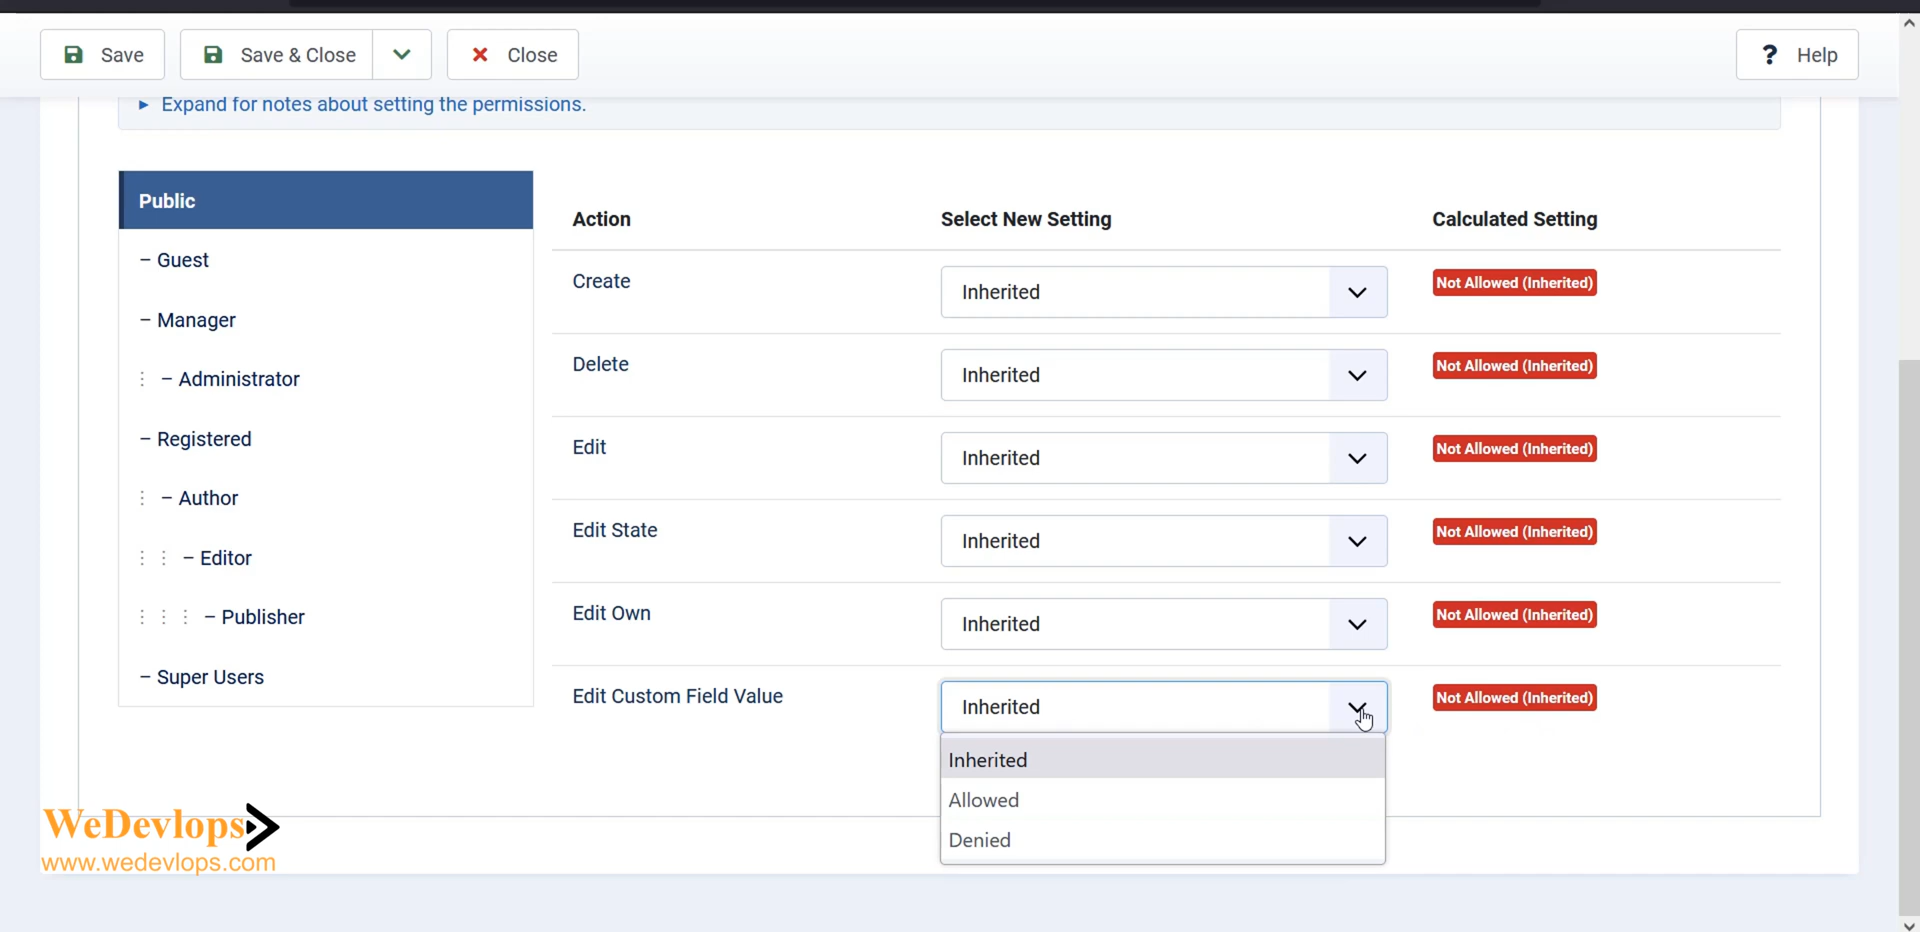 Save
Save & Close
Close
? Help
Expand for notes about setting the permissions.
Public
– Guest
– Manager
– Administrator
– Registered
– Author
– Editor
– Publisher
– Super Users
Action Select New Setting Calculated Setting
Create Inherited Not Allowed (Inherited)
Delete Inherited Not Allowed (Inherited)
Edit Inherited Not Allowed (Inherited)
Edit State Inherited Not Allowed (Inherited)
Edit Own Inherited Not Allowed (Inherited)
Edit Custom Field Value Inherited Not Allowed (Inherited)
Inherited
Allowed
Denied
WeDevlops
www.wedevlops.com